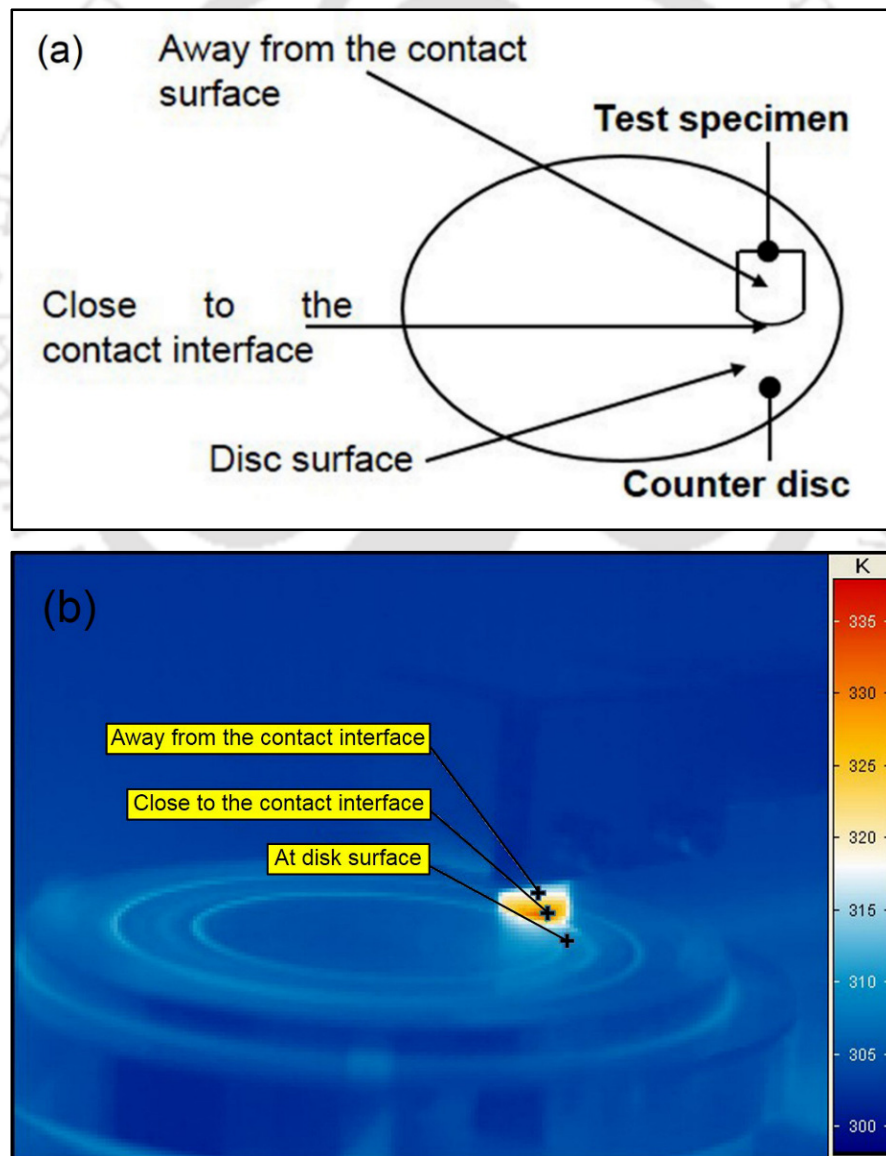 (a)
Away from the contact
surface
Test specimen
Close to the
contact interface
Disc surface
Counter disc
(b)
K
335
330
325
320
315
310
305
300
Away from the contact interface
Close to the contact interface
At disk surface